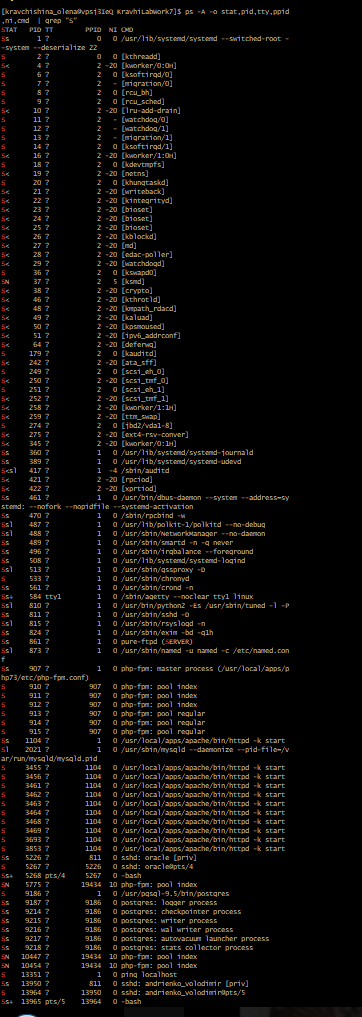 [kravchishina_olena@vpsj3IeQ KravhiLabWork7]$ ps -A -o stat,pid,tty,ppid
,ni,cmd  | grep "S"
STAT   PID TT        PPID  NI CMD
Ss       1 ?            0   0 /usr/lib/systemd/systemd --switched-root -
-system --deserialize 22
S        2 ?            0   0 [kthreadd]
S<       4 ?            2 -20 [kworker/0:0H]
S        6 ?            2   0 [ksoftirqd/0]
S        7 ?            2   - [migration/0]
S        8 ?            2   0 [rcu_bh]
S        9 ?            2   0 [rcu_sched]
S<      10 ?            2 -20 [lru-add-drain]
S       11 ?            2   - [watchdog/0]
S       12 ?            2   - [watchdog/1]
S       13 ?            2   - [migration/1]
S       14 ?            2   0 [ksoftirqd/1]
S<      16 ?            2 -20 [kworker/1:0H]
S       18 ?            2   0 [kdevtmpfs]
S<      19 ?            2 -20 [netns]
S       20 ?            2   0 [khungtaskd]
S<      21 ?            2 -20 [writeback]
S<      22 ?            2 -20 [kintegrityd]
S<      23 ?            2 -20 [bioset]
S<      24 ?            2 -20 [bioset]
S<      25 ?            2 -20 [bioset]
S<      26 ?            2 -20 [kblockd]
S<      27 ?            2 -20 [md]
S<      28 ?            2 -20 [edac-poller]
S<      29 ?            2 -20 [watchdogd]
S       36 ?            2   0 [kswapd0]
SN      37 ?            2   5 [ksmd]
S<      38 ?            2 -20 [crypto]
S<      46 ?            2 -20 [kthrotld]
S<      48 ?            2 -20 [kmpath_rdacd]
S<      49 ?            2 -20 [kaluad]
S<      50 ?            2 -20 [kpsmoused]
S<      51 ?            2 -20 [ipv6_addrconf]
S<      64 ?            2 -20 [deferwq]
S      179 ?            2   0 [kauditd]
S<     242 ?            2 -20 [ata_sff]
S      249 ?            2   0 [scsi_eh_0]
S<     250 ?            2 -20 [scsi_tmf_0]
S      251 ?            2   0 [scsi_eh_1]
S<     252 ?            2 -20 [scsi_tmf_1]
S<     258 ?            2 -20 [kworker/1:1H]
S<     259 ?            2 -20 [ttm_swap]
S      274 ?            2   0 [jbd2/vda1-8]
S<     275 ?            2 -20 [ext4-rsv-conver]
S<     345 ?            2 -20 [kworker/0:1H]
Ss     360 ?            1   0 /usr/lib/systemd/systemd-journald
Ss     389 ?            1   0 /usr/lib/systemd/systemd-udevd
S<sl   417 ?            1  -4 /sbin/auditd
S<     421 ?            2 -20 [rpciod]
S<     422 ?            2 -20 [xprtiod]
Ss     461 ?            1   0 /usr/bin/dbus-daemon --system --address=sy
stemd: --nofork --nopidfile --systemd-activation
Ss     470 ?            1   0 /sbin/rpcbind -w
Ssl    487 ?            1   0 /usr/lib/polkit-1/polkitd --no-debug
Ssl    488 ?            1   0 /usr/sbin/NetworkManager --no-daemon
Ss     489 ?            1   0 /usr/sbin/smartd -n -q never
Ssl    496 ?            1   0 /usr/sbin/irqbalance --foreground
Ss     508 ?            1   0 /usr/lib/systemd/systemd-logind
Ssl    513 ?            1   0 /usr/sbin/gssproxy -D
S      533 ?            1   0 /usr/sbin/chronyd
Ss     561 ?            1   0 /usr/sbin/crond -n
Ss+    584 tty1         1   0 /sbin/agetty --noclear tty1 linux
Ssl    810 ?            1   0 /usr/bin/python2 -Es /usr/sbin/tuned -l -P
Ss     811 ?            1   0 /usr/sbin/sshd -D
Ssl    815 ?            1   0 /usr/sbin/rsyslogd -n
Ss     824 ?            1   0 /usr/sbin/exim -bd -q1h
Ss     861 ?            1   0 pure-ftpd (SERVER)
Ssl    873 ?            1   0 /usr/sbin/named -u named -c /etc/named.con
f
Ss     907 ?            1   0 php-fpm: master process (/usr/local/apps/p
hp73/etc/php-fpm.conf)
S      910 ?          907   0 php-fpm: pool index
S      911 ?          907   0 php-fpm: pool index
S      912 ?          907   0 php-fpm: pool index
S      913 ?          907   0 php-fpm: pool regular
S      914 ?          907   0 php-fpm: pool regular
S      915 ?          907   0 php-fpm: pool regular
Ss    1104 ?            1   0 /usr/local/apps/apache/bin/httpd -k start
Sl    2021 ?            1   0 /usr/sbin/mysqld --daemonize --pid-file=/v
ar/run/mysqld/mysqld.pid
S     3455 ?         1104   0 /usr/local/apps/apache/bin/httpd -k start
S     3456 ?         1104   0 /usr/local/apps/apache/bin/httpd -k start
S     3461 ?         1104   0 /usr/local/apps/apache/bin/httpd -k start
S     3462 ?         1104   0 /usr/local/apps/apache/bin/httpd -k start
S     3463 ?         1104   0 /usr/local/apps/apache/bin/httpd -k start
S     3464 ?         1104   0 /usr/local/apps/apache/bin/httpd -k start
S     3468 ?         1104   0 /usr/local/apps/apache/bin/httpd -k start
S     3469 ?         1104   0 /usr/local/apps/apache/bin/httpd -k start
S     3693 ?         1104   0 /usr/local/apps/apache/bin/httpd -k start
S     3853 ?         1104   0 /usr/local/apps/apache/bin/httpd -k start
Ss    5226 ?          811   0 sshd: oracle [priv]
S     5267 ?         5226   0 sshd: oracle@pts/4
Ss+   5268 pts/4     5267   0 -bash
SN    5775 ?        19434  10 php-fpm: pool index
S     9186 ?            1   0 /usr/pgsql-9.5/bin/postgres
Ss    9187 ?         9186   0 postgres: logger process
Ss    9214 ?         9186   0 postgres: checkpointer process
Ss    9215 ?         9186   0 postgres: writer process
Ss    9216 ?         9186   0 postgres: wal writer process
Ss    9217 ?         9186   0 postgres: autovacuum launcher process
Ss    9218 ?         9186   0 postgres: stats collector process
SN   10447 ?        19434  10 php-fpm: pool index
SN   10454 ?        19434  10 php-fpm: pool index
S    13351 ?            1   0 ping localhost
Ss   13950 ?          811   0 sshd: andrienko_volodimir [priv]
S    13964 ?        13950   0 sshd: andrienko_volodimir@pts/5
Ss+  13965 pts/5    13964   0 -bash